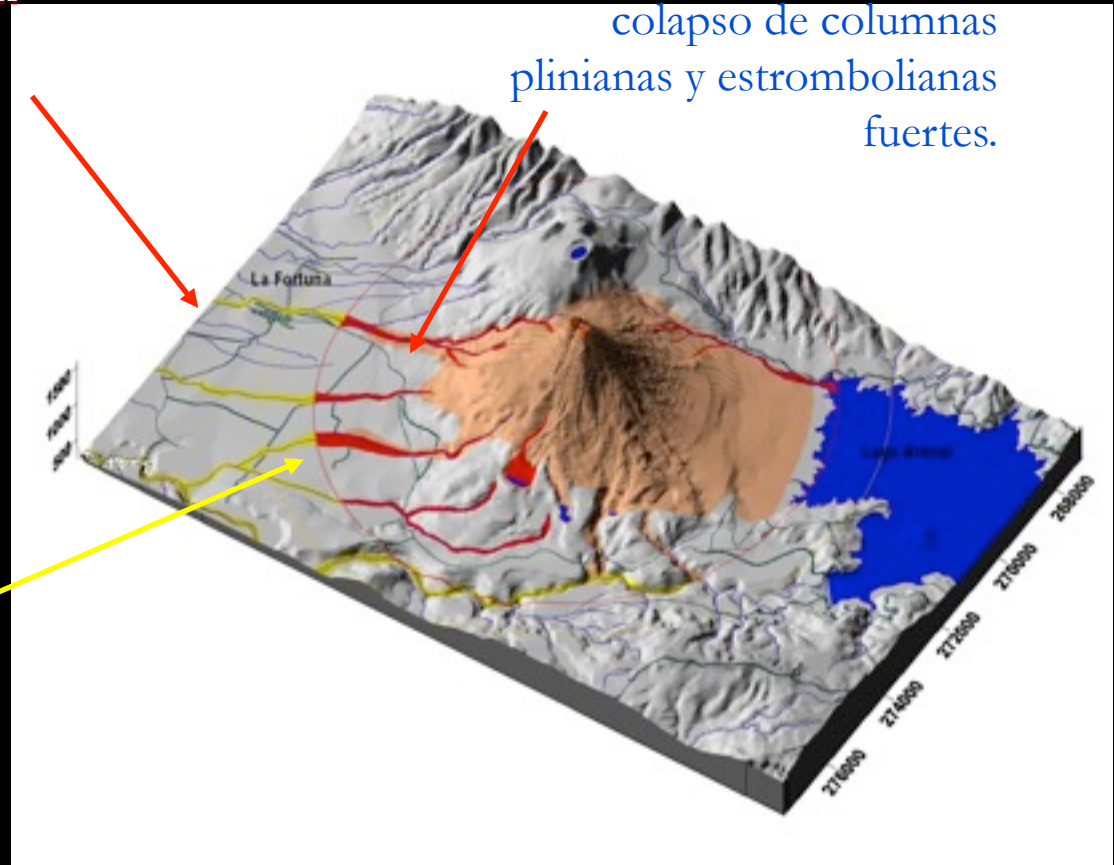 colapso de columnas
plinianas y estrombolianas
fuertes.
La Fortuna
1500
1000
500
Lago Arenal
268000
270000
272000
274000
276000